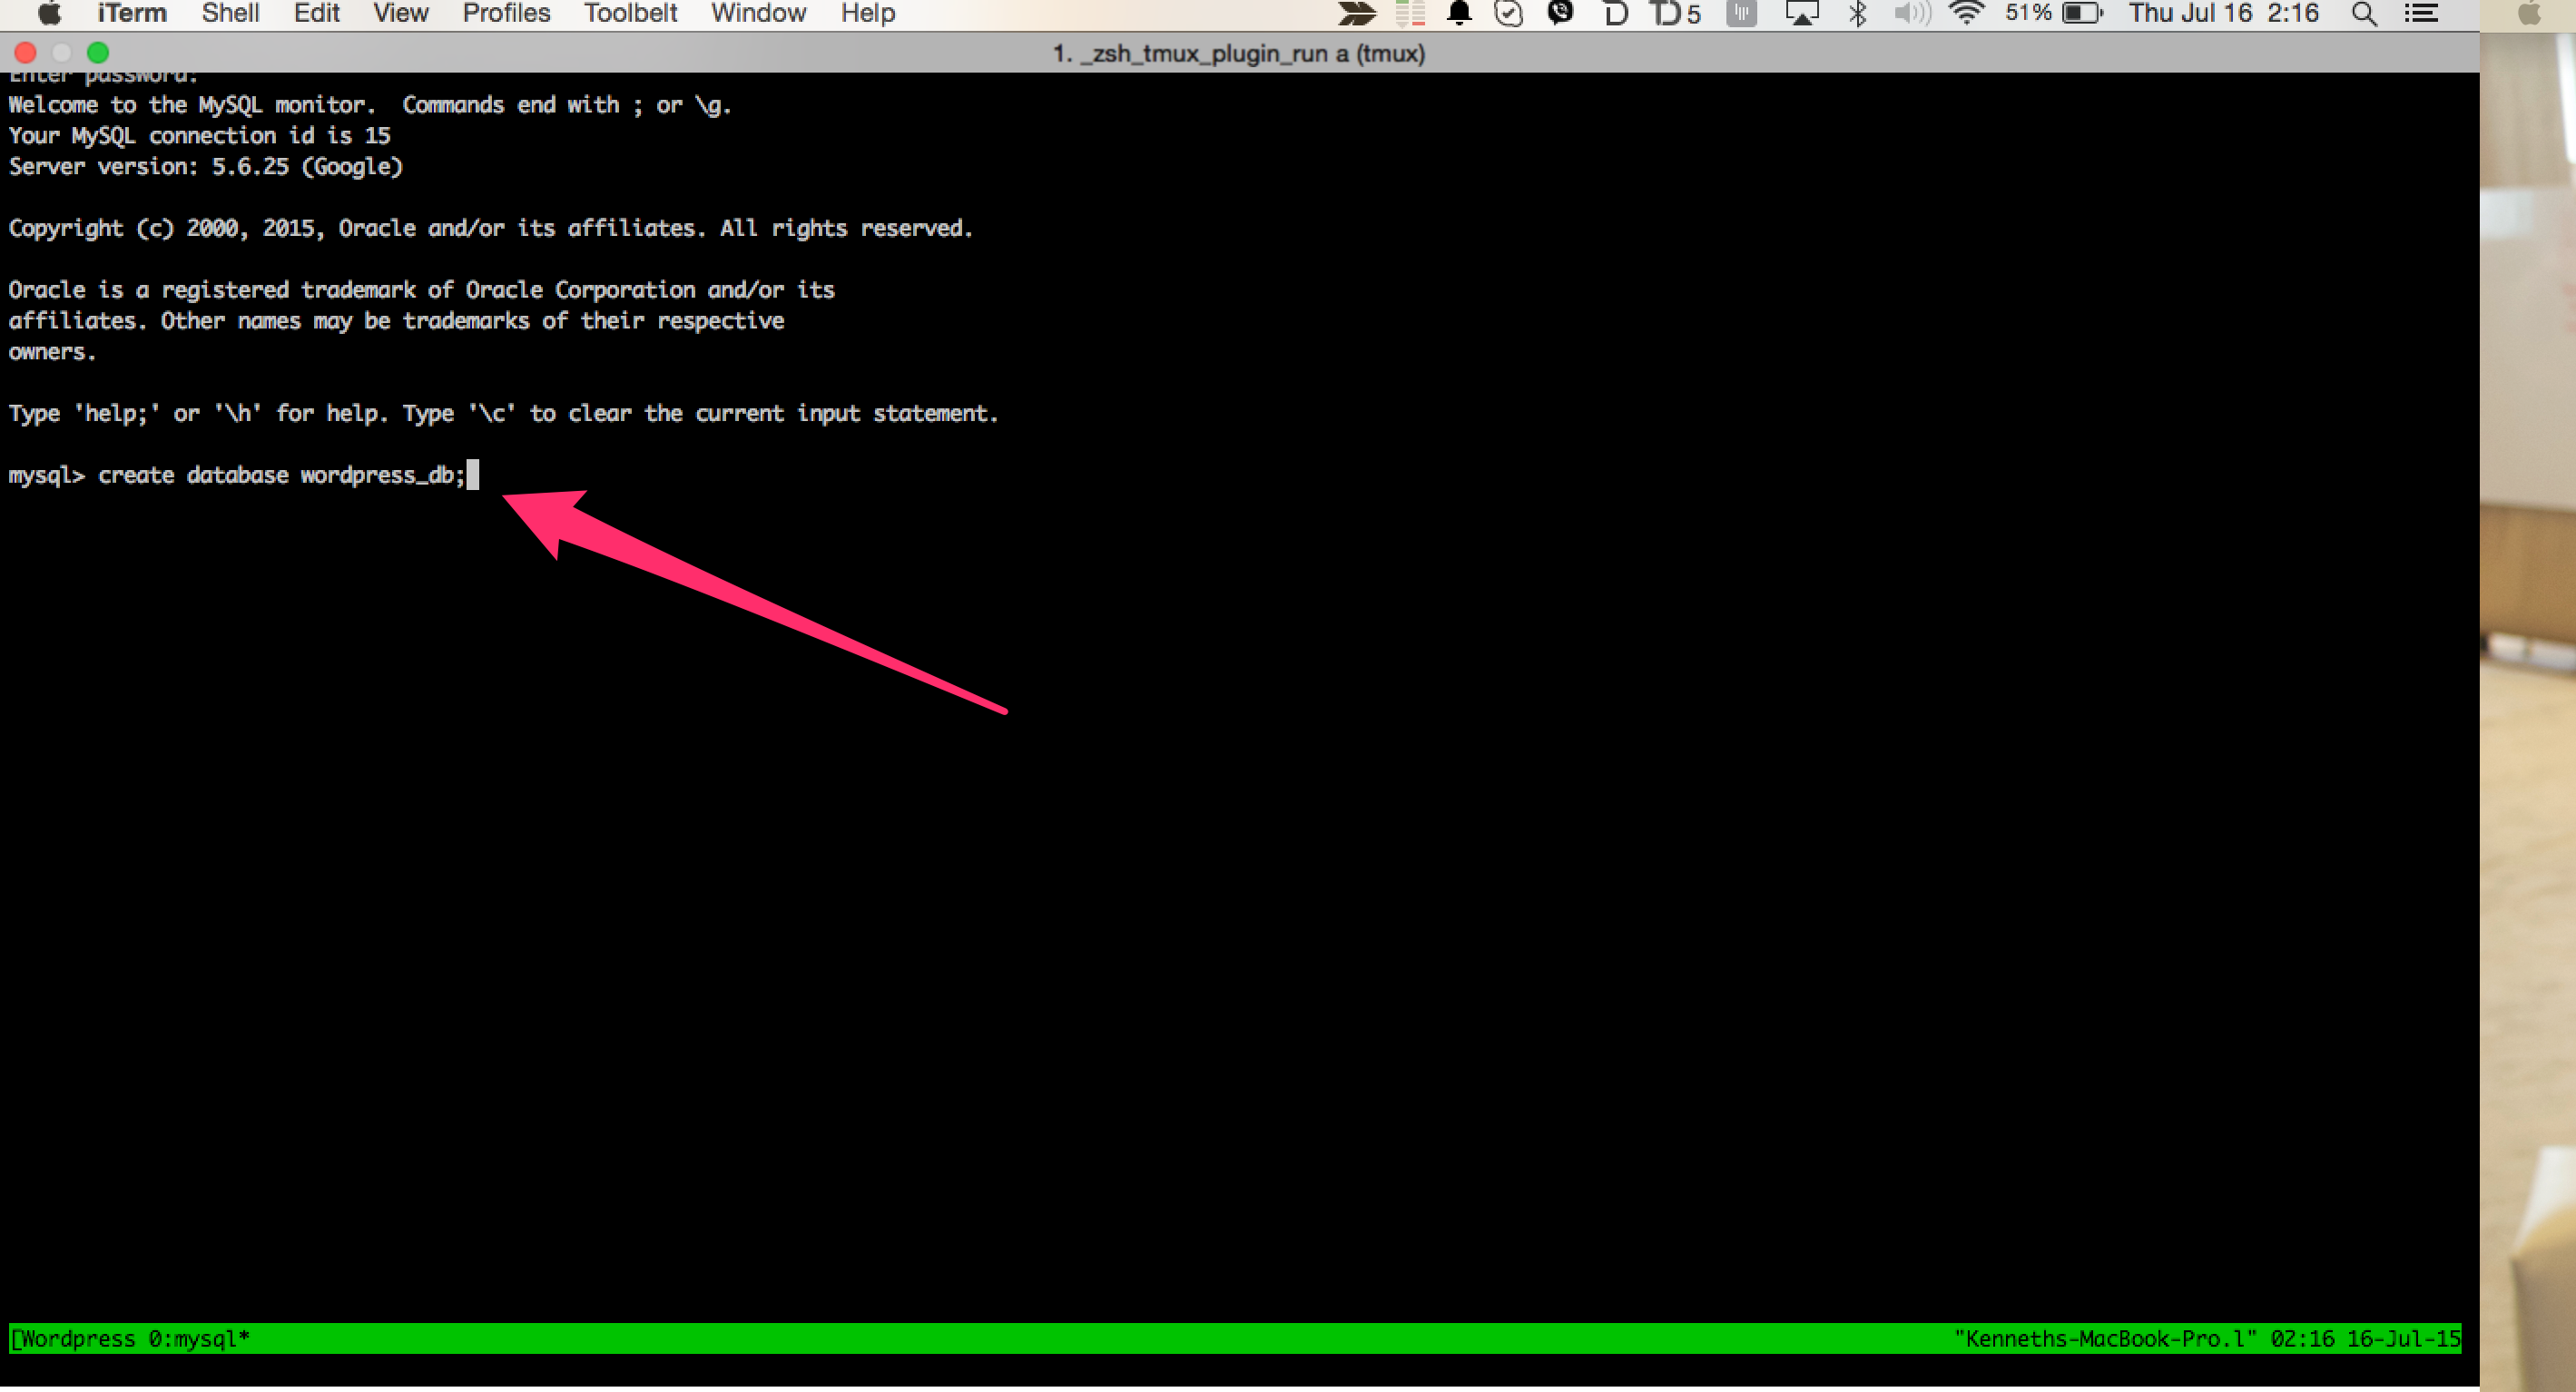 iTerm Shell Edit View Profiles Toolbelt Window Help 5 51% Thu Jul 16 2:16
1. _zsh_tmux_plugin_run a (tmux)
Enter password:
Welcome to the MySQL monitor.  Commands end with ; or \g.
Your MySQL connection id is 15
Server version: 5.6.25 (Google)
Copyright (c) 2000, 2015, Oracle and/or its affiliates. All rights reserved.
Oracle is a registered trademark of Oracle Corporation and/or its
affiliates. Other names may be trademarks of their respective
owners.
Type 'help;' or '\h' for help. Type '\c' to clear the current input statement.
mysql> create database wordpress_db;
[Wordpress 0:mysql* "Kenneths-MacBook-Pro.l" 02:16 16-Jul-15